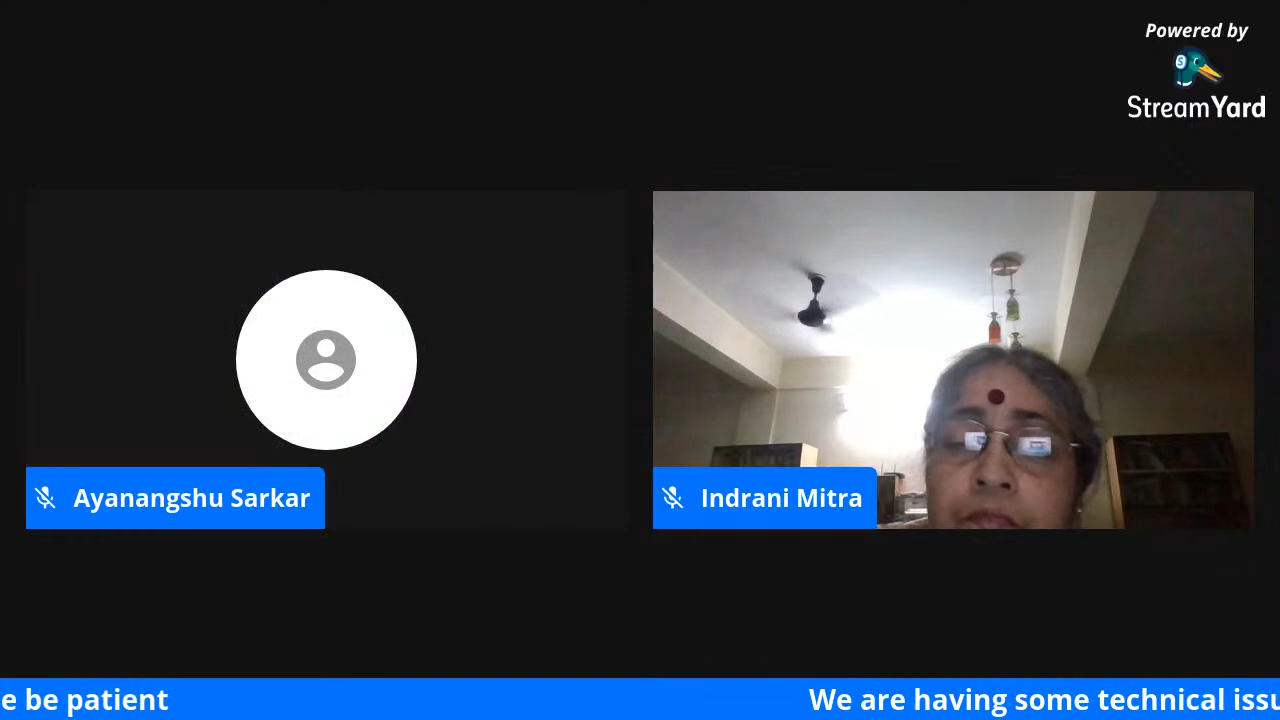 Powered by
StreamYard
Ayanangshu Sarkar
Indrani Mitra
e be patient
We are having some technical issu